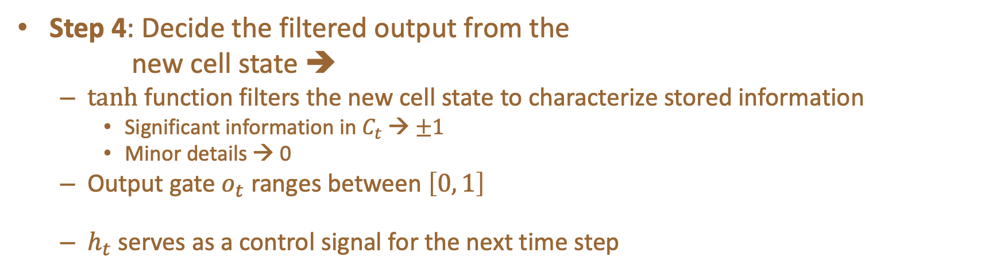 • Step 4: Decide the filtered output from the
new cell state ➔
– tanh function filters the new cell state to characterize stored information
• Significant information in Cₜ → ±1
• Minor details → 0
– Output gate oₜ ranges between [0, 1]
– hₜ serves as a control signal for the next time step